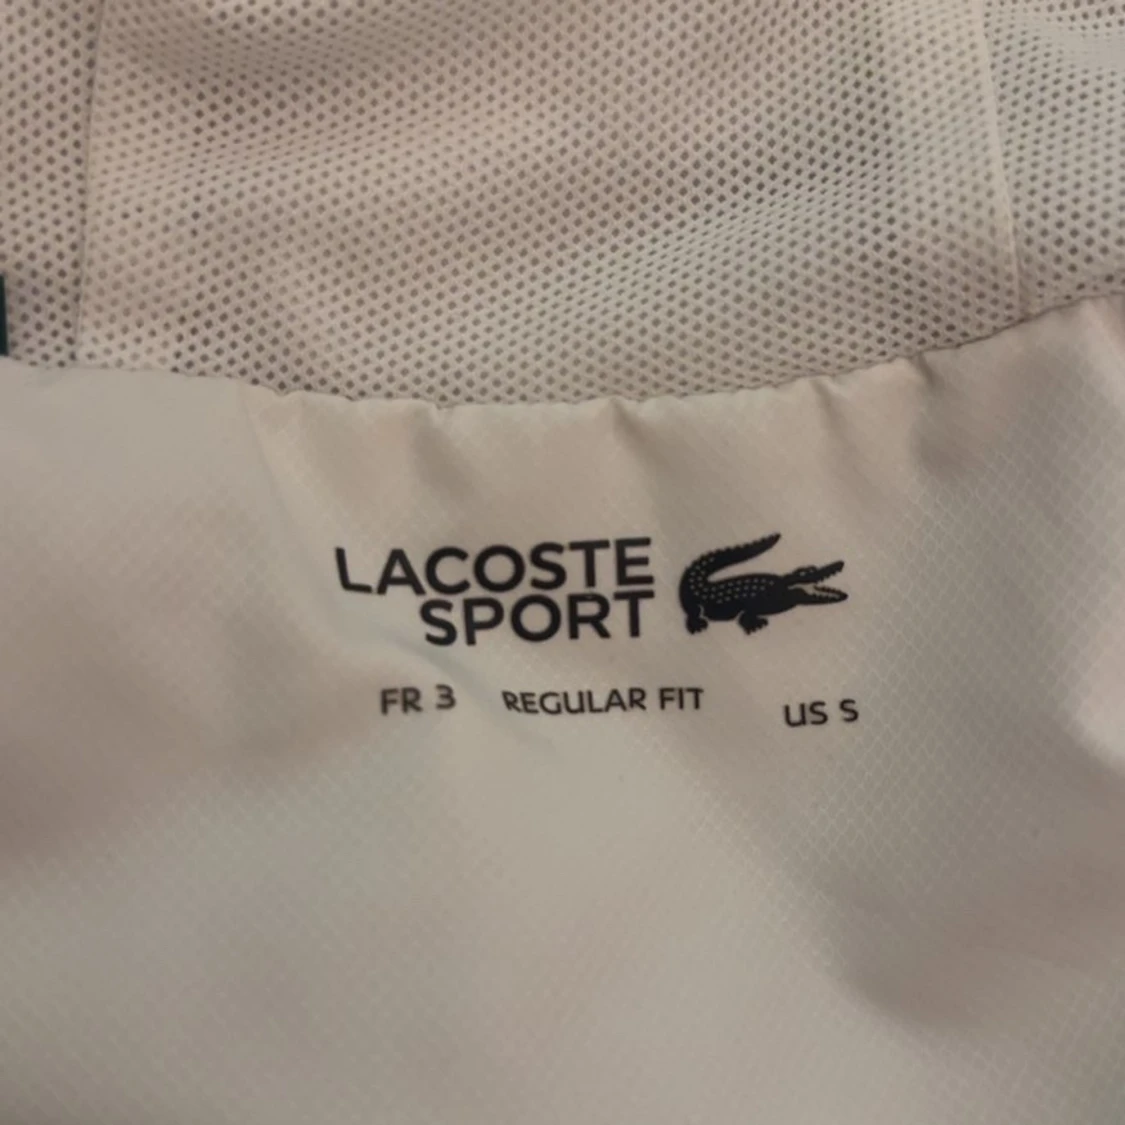 LACOSTE
SPORT
FR 3 REGULAR FIT US S